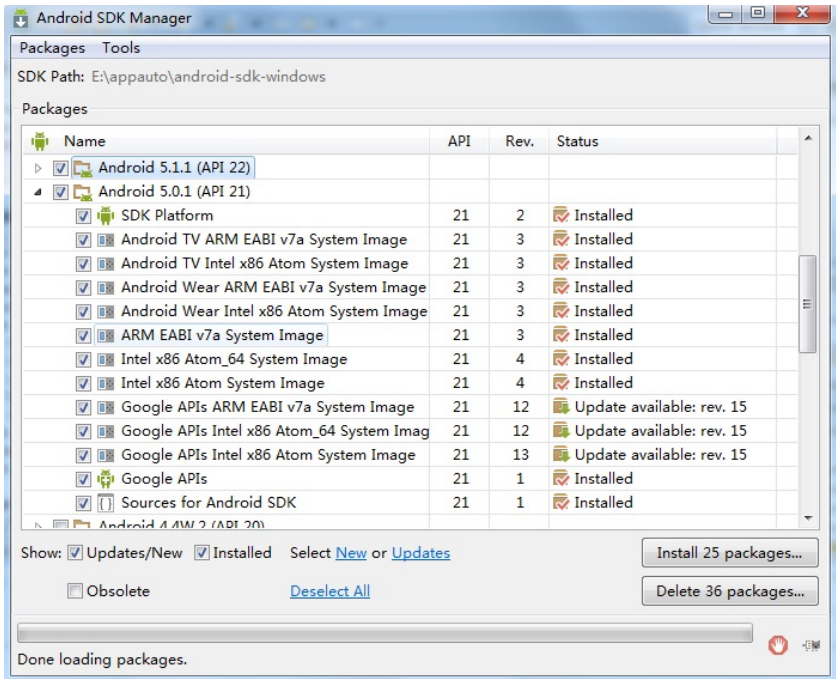 Android SDK Manager
Packages Tools
SDK Path: E:\appauto\android-sdk-windows
Packages
Name API Rev. Status
Android 5.1.1 (API 22)
Android 5.0.1 (API 21)
SDK Platform 21 2 Installed
Android TV ARM EABI v7a System Image 21 3 Installed
Android TV Intel x86 Atom System Image 21 3 Installed
Android Wear ARM EABI v7a System Image 21 3 Installed
Android Wear Intel x86 Atom System Image 21 3 Installed
ARM EABI v7a System Image 21 3 Installed
Intel x86 Atom_64 System Image 21 4 Installed
Intel x86 Atom System Image 21 4 Installed
Google APIs ARM EABI v7a System Image 21 12 Update available: rev. 15
Google APIs Intel x86 Atom_64 System Imag 21 12 Update available: rev. 15
Google APIs Intel x86 Atom System Image 21 13 Update available: rev. 15
Google APIs 21 1 Installed
Sources for Android SDK 21 1 Installed
Android 4.4W.2 (API 20)
Show: Updates/New Installed Select New or Updates Install 25 packages...
Obsolete Deselect All Delete 36 packages...
Done loading packages.